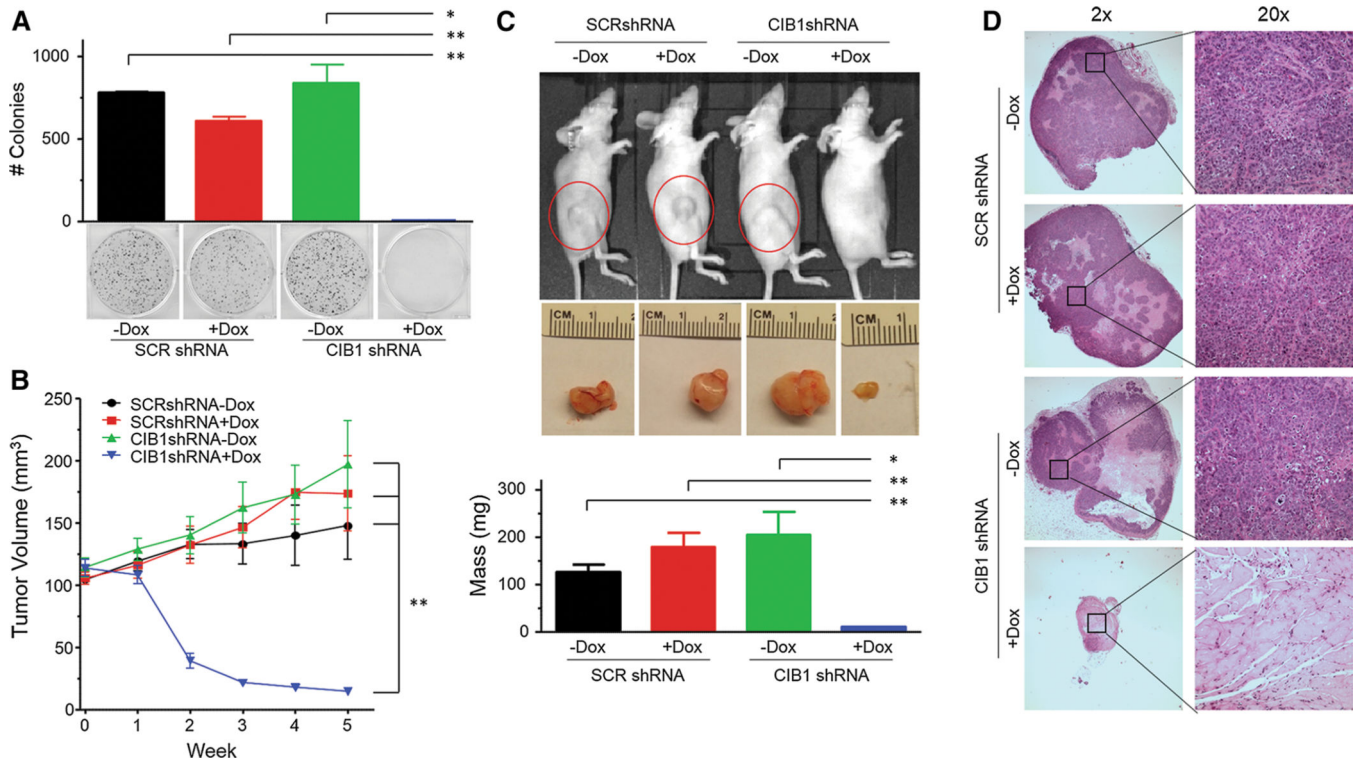 A
*
**
**
1000
500
0
# Colonies
-Dox
+Dox
-Dox
+Dox
SCR shRNA
CIB1 shRNA
B
SCRshRNA-Dox
SCRshRNA+Dox
CIB1shRNA-Dox
CIB1shRNA+Dox
250
200
150
100
50
0
Tumor Volume (mm³)
**
0 1 2 3 4 5
Week
C
SCRshRNA
CIB1shRNA
-Dox
+Dox
-Dox
+Dox
CM 1 2
CM 1 2
CM 1 2
CM 1
*
**
**
300
200
100
0
Mass (mg)
-Dox
+Dox
-Dox
+Dox
SCR shRNA
CIB1 shRNA
D
2x
20x
-Dox
+Dox
SCR shRNA
-Dox
+Dox
CIB1 shRNA